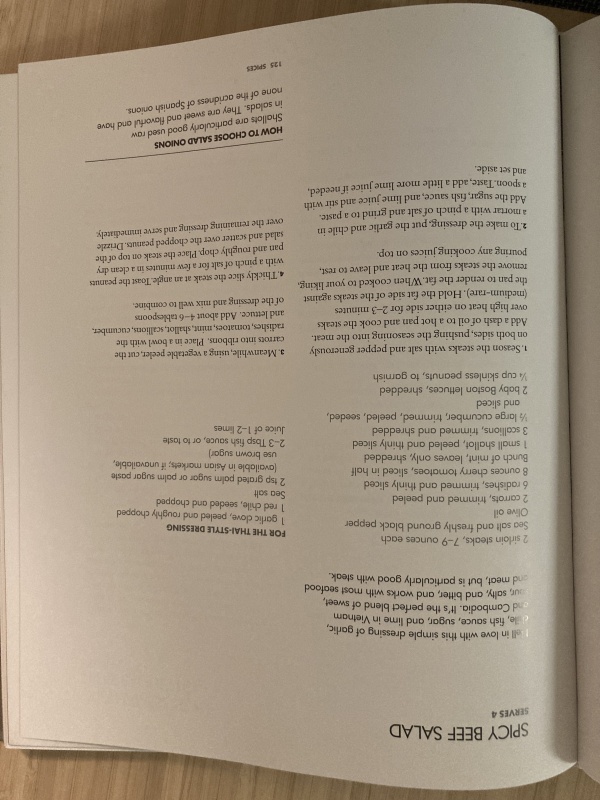 SPICY BEEF SALAD
SERVES 4
in love with this simple dressing of garlic,
chile, fish sauce, sugar, and lime in Vietnam
and Cambodia. It's the perfect blend of sweet,
sour, salty, and bitter, and works with most seafood
and meat, but is particularly good with steak.
2 sirloin steaks, 7–9 ounces each
Sea salt and freshly ground black pepper
Olive oil
2 carrots, trimmed and peeled
6 radishes, trimmed and thinly sliced
8 ounces cherry tomatoes, sliced in half
Bunch of mint, leaves only, shredded
1 small shallot, peeled and thinly sliced
3 scallions, trimmed and shredded
½ large cucumber, trimmed, peeled, seeded,
and sliced
2 baby Boston lettuces, shredded
¼ cup skinless peanuts, to garnish
FOR THE THAI-STYLE DRESSING
1 garlic clove, peeled and roughly chopped
1 red chile, seeded and chopped
Sea salt
2 tsp grated palm sugar or palm sugar paste
(available in Asian markets; if unavailable,
use brown sugar)
2–3 Tbsp fish sauce, or to taste
Juice of 1–2 limes
1. Season the steaks with salt and pepper generously
on both sides, pushing the seasoning into the meat.
Add a dash of oil to a hot pan and cook the steaks
over high heat on either side for 2–3 minutes
(medium-rare). Hold the fat side of the steaks against
the pan to render the fat. When cooked to your liking,
remove the steaks from the heat and leave to rest,
pouring any cooking juices on top.
2. To make the dressing, put the garlic and chile in
a mortar with a pinch of salt and grind to a paste.
Add the sugar, fish sauce, and lime juice and stir with
a spoon. Taste, add a little more lime juice if needed,
and set aside.
3. Meanwhile, using a vegetable peeler, cut the
carrots into ribbons. Place in a bowl with the
radishes, tomatoes, mint, shallot, scallions, cucumber,
and lettuce. Add about 4–6 tablespoons
of the dressing and mix well to combine.
4. Thickly slice the steak at an angle. Toast the peanuts
with a pinch of salt for a few minutes in a clean dry
pan and roughly chop. Place the steak on top of the
salad and scatter over the chopped peanuts. Drizzle
over the remaining dressing and serve immediately.
HOW TO CHOOSE SALAD ONIONS
Shallots are particularly good used raw
in salads. They are sweet and flavorful and have
none of the acridness of Spanish onions.
125 SPICES